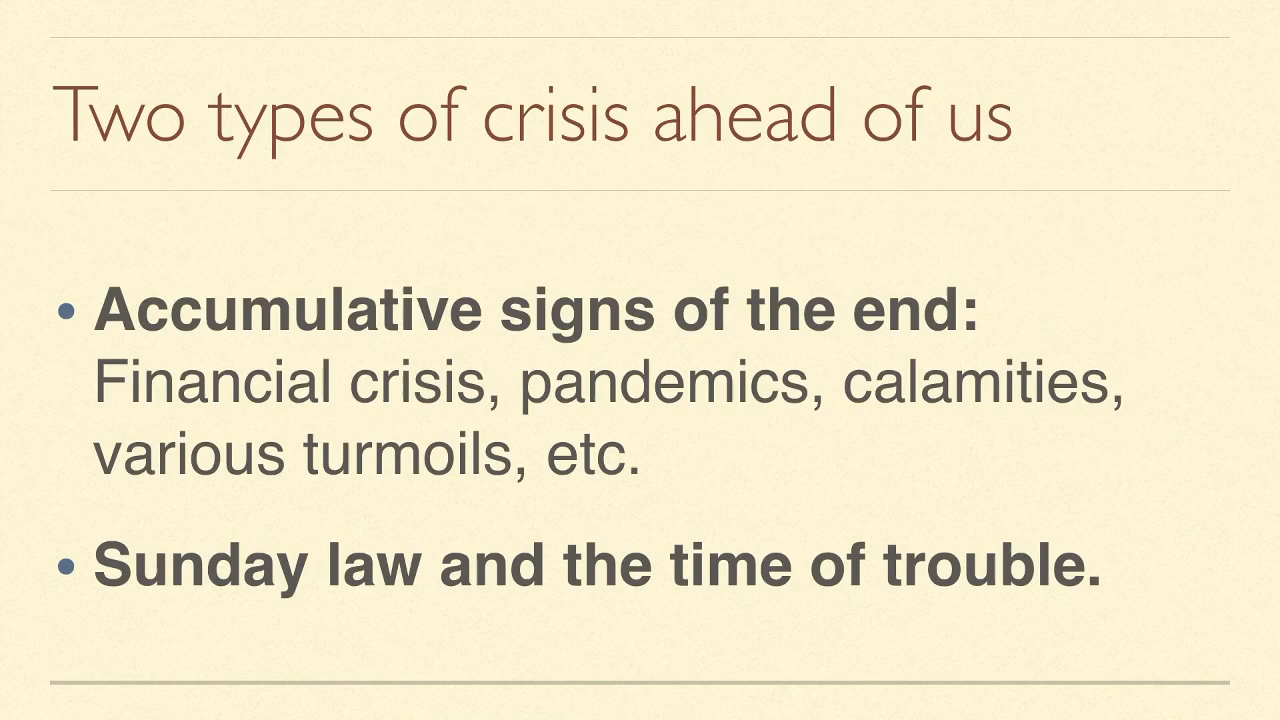 Two types of crisis ahead of us
• Accumulative signs of the end:
Financial crisis, pandemics, calamities,
various turmoils, etc.
• Sunday law and the time of trouble.